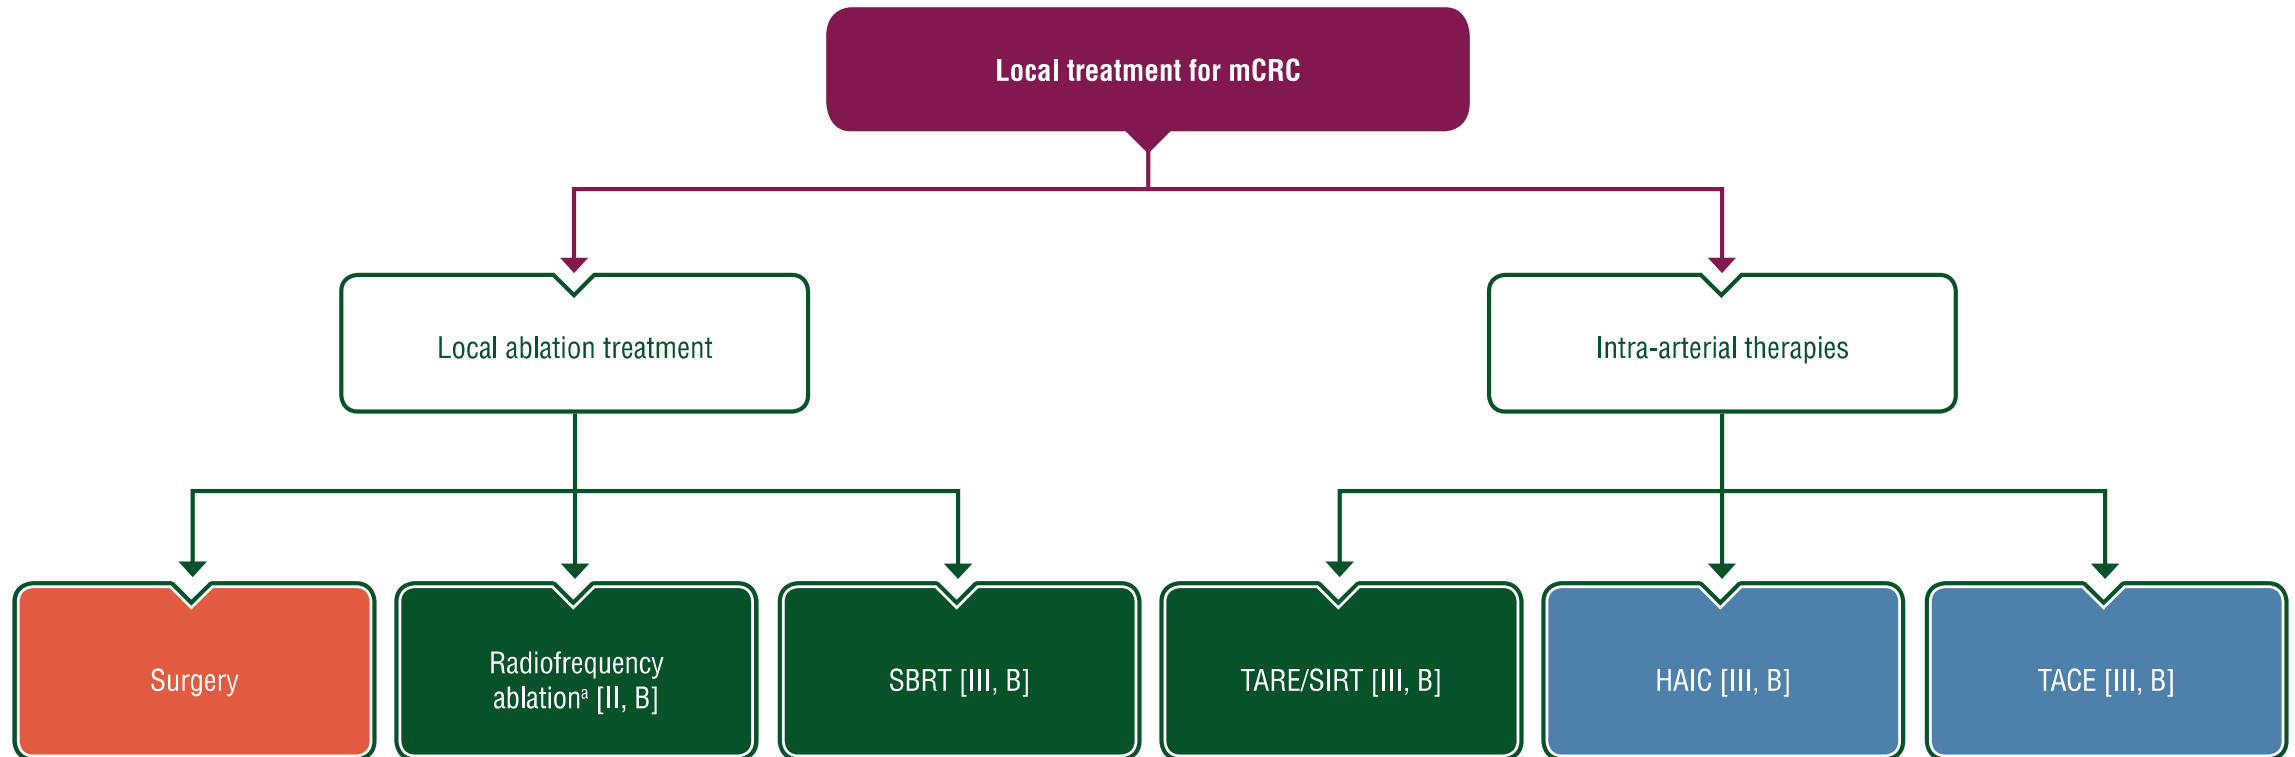 Local treatment for mCRC
Local ablation treatment
Intra-arterial therapies
Surgery
Radiofrequency
ablationᵃ [II, B]
SBRT [III, B]
TARE/SIRT [III, B]
HAIC [III, B]
TACE [III, B]